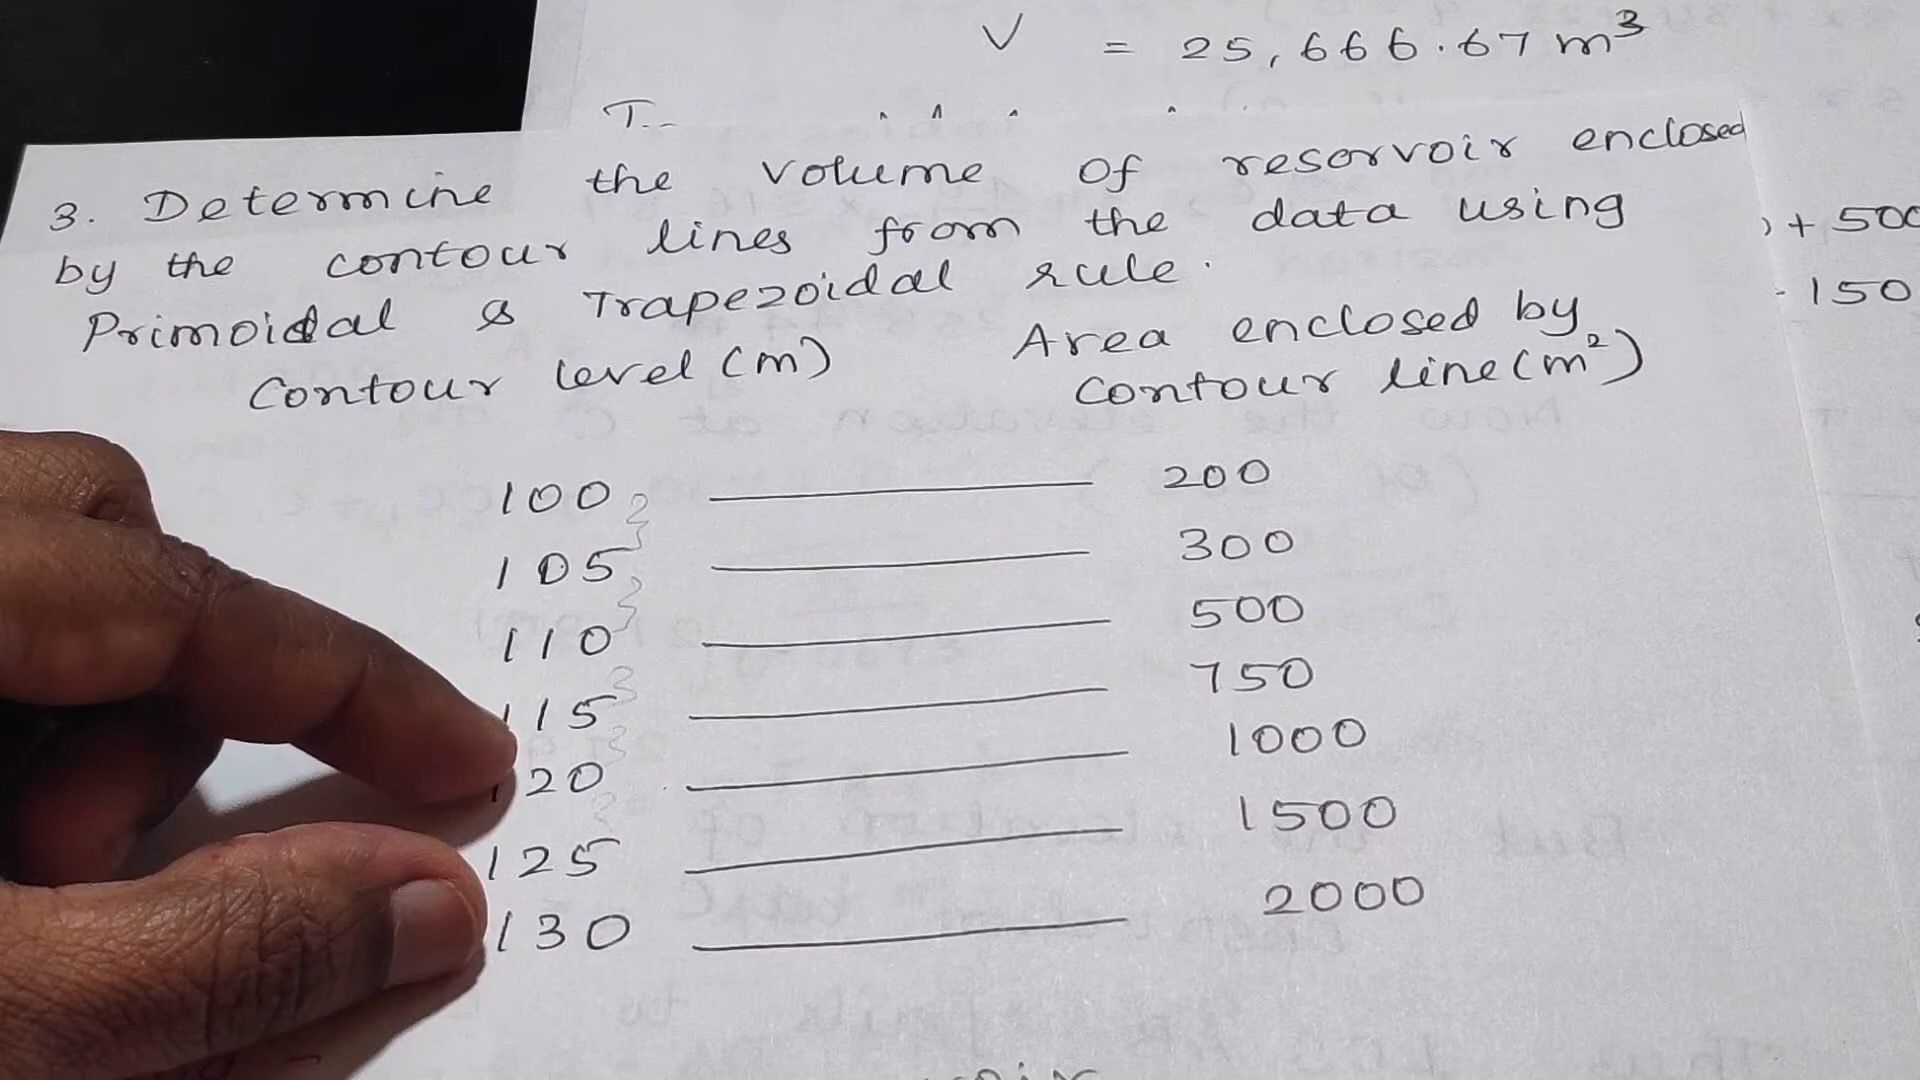 V = 25,666.67 m³
3. Determine the volume of reservoir enclosed
by the contour lines from the data using
Primoidal & Trapezoidal rule.
Contour level (m) Area enclosed by
contour line (m²)
100 200
105 300
110 500
115 750
120 1000
125 1500
130 2000
+ 500
150